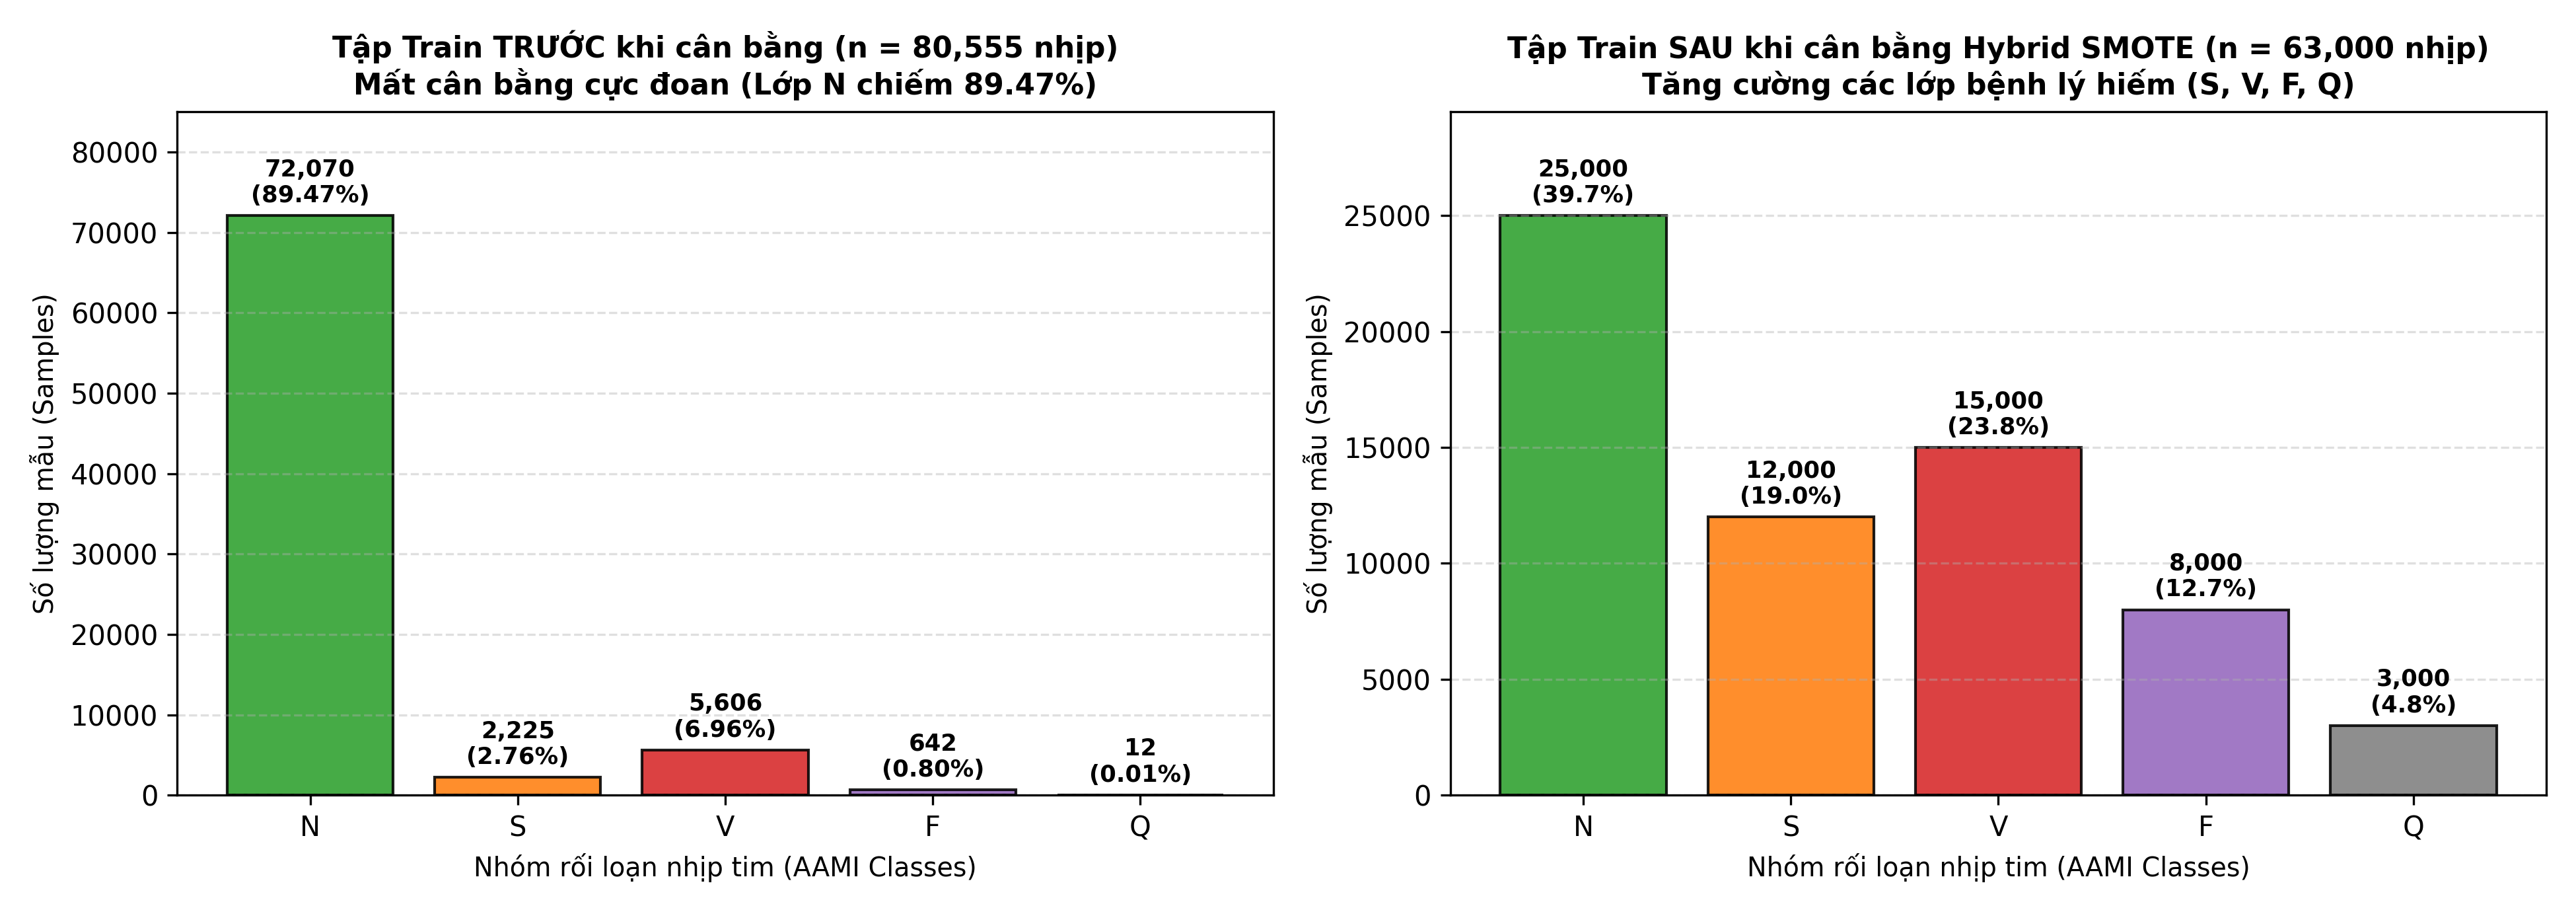 Tập Train TRƯỚC khi cân bằng (n = 80,555 nhịp)
Mất cân bằng cực đoan (Lớp N chiếm 89.47%)
Số lượng mẫu (Samples)
80000
70000
60000
50000
40000
30000
20000
10000
0
72,070
(89.47%)
2,225
(2.76%)
5,606
(6.96%)
642
(0.80%)
12
(0.01%)
N
S
V
F
Q
Nhóm rối loạn nhịp tim (AAMI Classes)
Tập Train SAU khi cân bằng Hybrid SMOTE (n = 63,000 nhịp)
Tăng cường các lớp bệnh lý hiếm (S, V, F, Q)
Số lượng mẫu (Samples)
25000
20000
15000
10000
5000
0
25,000
(39.7%)
12,000
(19.0%)
15,000
(23.8%)
8,000
(12.7%)
3,000
(4.8%)
N
S
V
F
Q
Nhóm rối loạn nhịp tim (AAMI Classes)